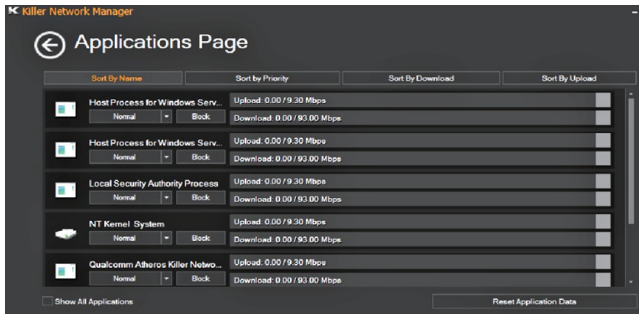 Killer Network Manager
Applications Page
Sort By Name Sort by Priority Sort By Download Sort By Upload
Host Process for Windows Serv... Upload: 0.00 / 9.30 Mbps
Normal Block Download: 0.00 / 93.00 Mbps
Host Process for Windows Serv... Upload: 0.00 / 9.30 Mbps
Normal Block Download: 0.00 / 93.00 Mbps
Local Security Authority Process Upload: 0.00 / 9.30 Mbps
Normal Block Download: 0.00 / 93.00 Mbps
NT Kernel System Upload: 0.00 / 9.30 Mbps
Normal Block Download: 0.00 / 93.00 Mbps
Qualcomm Atheros Killer Netwo... Upload: 0.00 / 9.30 Mbps
Normal Block Download: 0.00 / 93.00 Mbps
Show All Applications Reset Application Data